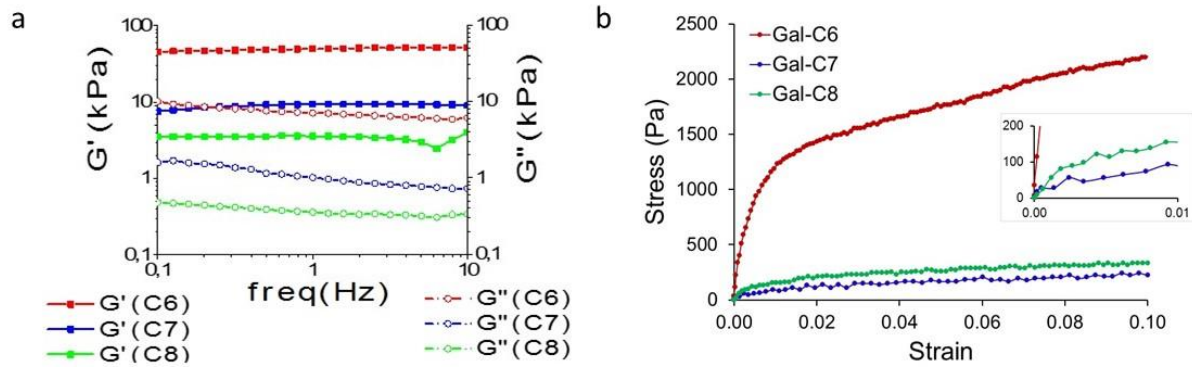 a
100
10
1
0,1
G' (kPa)
100
10
1
0,1
G" (kPa)
0,1
1
10
freq(Hz)
G' (C6)
G' (C7)
G' (C8)
G" (C6)
G" (C7)
G" (C8)
b
2500
2000
1500
1000
500
0
Stress (Pa)
Gal-C6
Gal-C7
Gal-C8
200
100
0
0.00
0.01
0.00
0.02
0.04
0.06
0.08
0.10
Strain